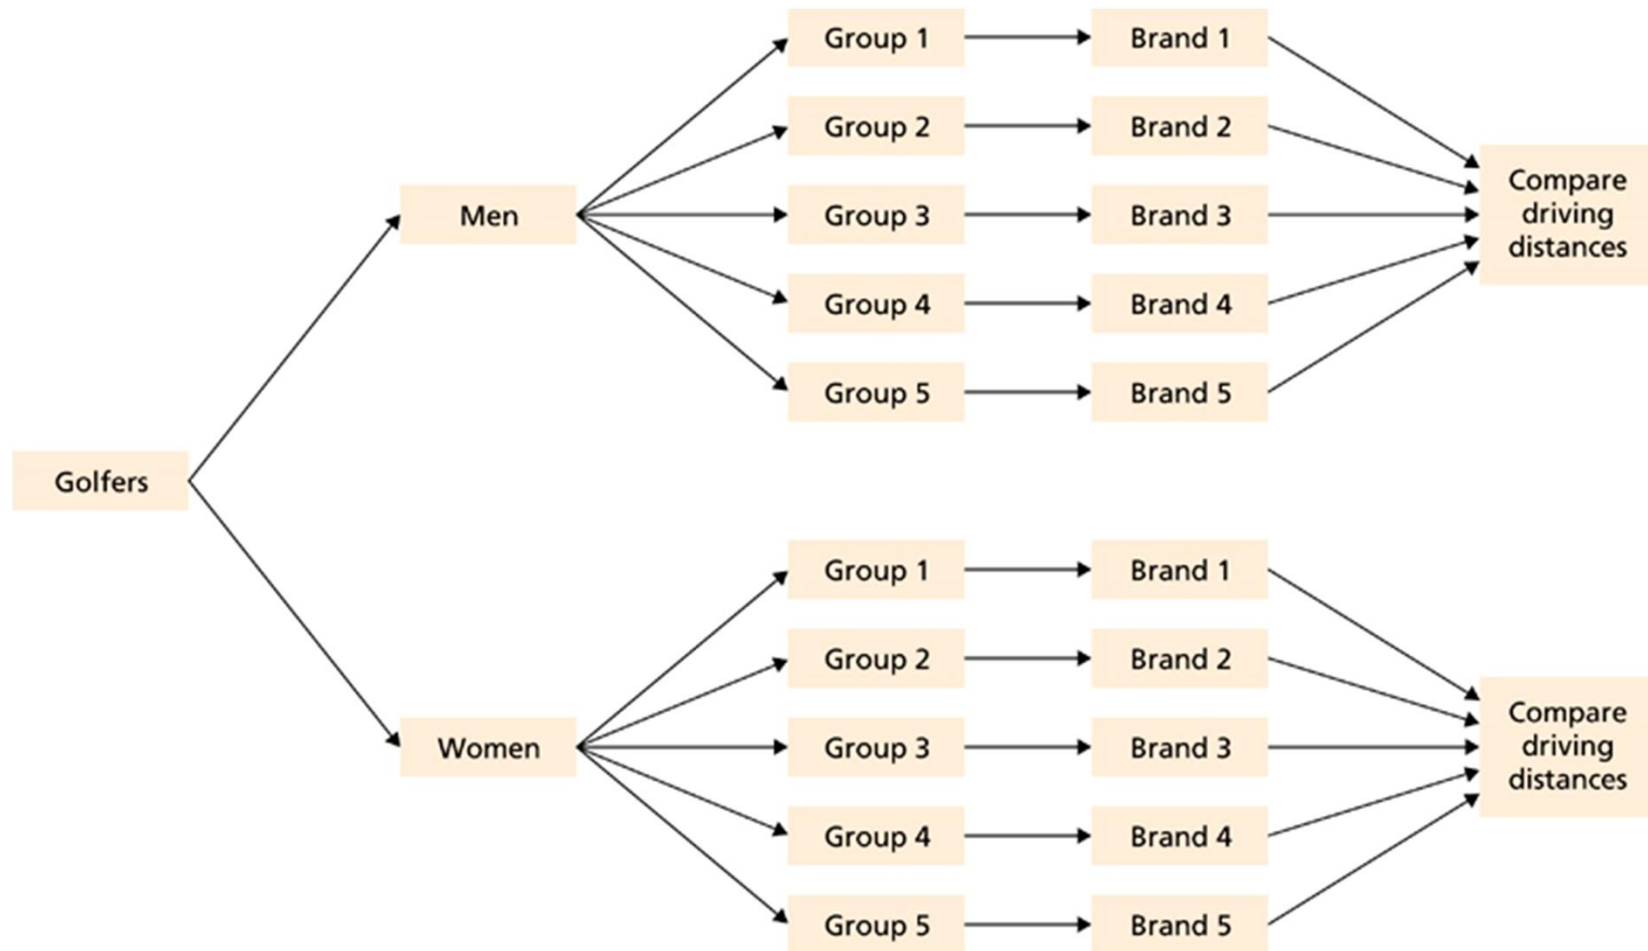 Golfers
Men
Group 1
Brand 1
Group 2
Brand 2
Group 3
Brand 3
Group 4
Brand 4
Group 5
Brand 5
Compare
driving
distances
Women
Group 1
Brand 1
Group 2
Brand 2
Group 3
Brand 3
Group 4
Brand 4
Group 5
Brand 5
Compare
driving
distances